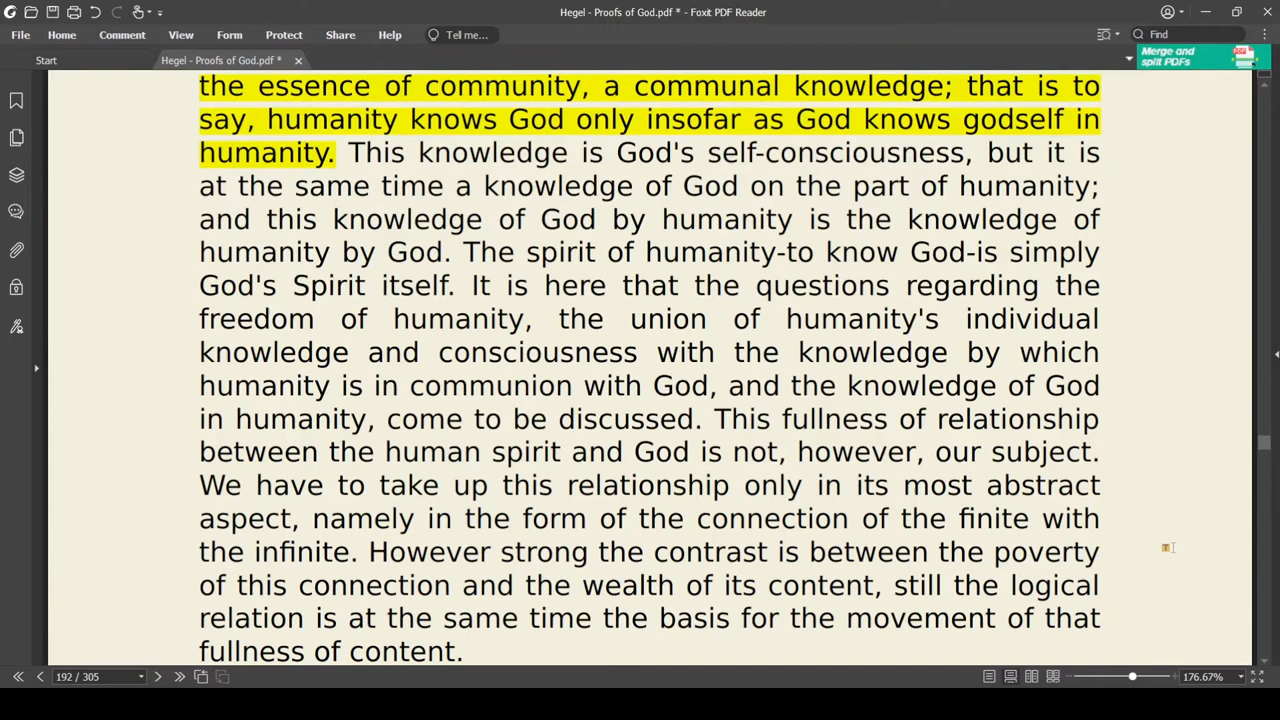 Hegel - Proofs of God.pdf * - Foxit PDF Reader
File Home Comment View Form Protect Share Help Tell me... Find
Start Hegel - Proofs of God.pdf * Merge and split PDFs
the essence of community, a communal knowledge; that is to
say, humanity knows God only insofar as God knows godself in
humanity. This knowledge is God's self-consciousness, but it is
at the same time a knowledge of God on the part of humanity;
and this knowledge of God by humanity is the knowledge of
humanity by God. The spirit of humanity-to know God-is simply
God's Spirit itself. It is here that the questions regarding the
freedom of humanity, the union of humanity's individual
knowledge and consciousness with the knowledge by which
humanity is in communion with God, and the knowledge of God
in humanity, come to be discussed. This fullness of relationship
between the human spirit and God is not, however, our subject.
We have to take up this relationship only in its most abstract
aspect, namely in the form of the connection of the finite with
the infinite. However strong the contrast is between the poverty
of this connection and the wealth of its content, still the logical
relation is at the same time the basis for the movement of that
fullness of content.
192 / 305 176.67%